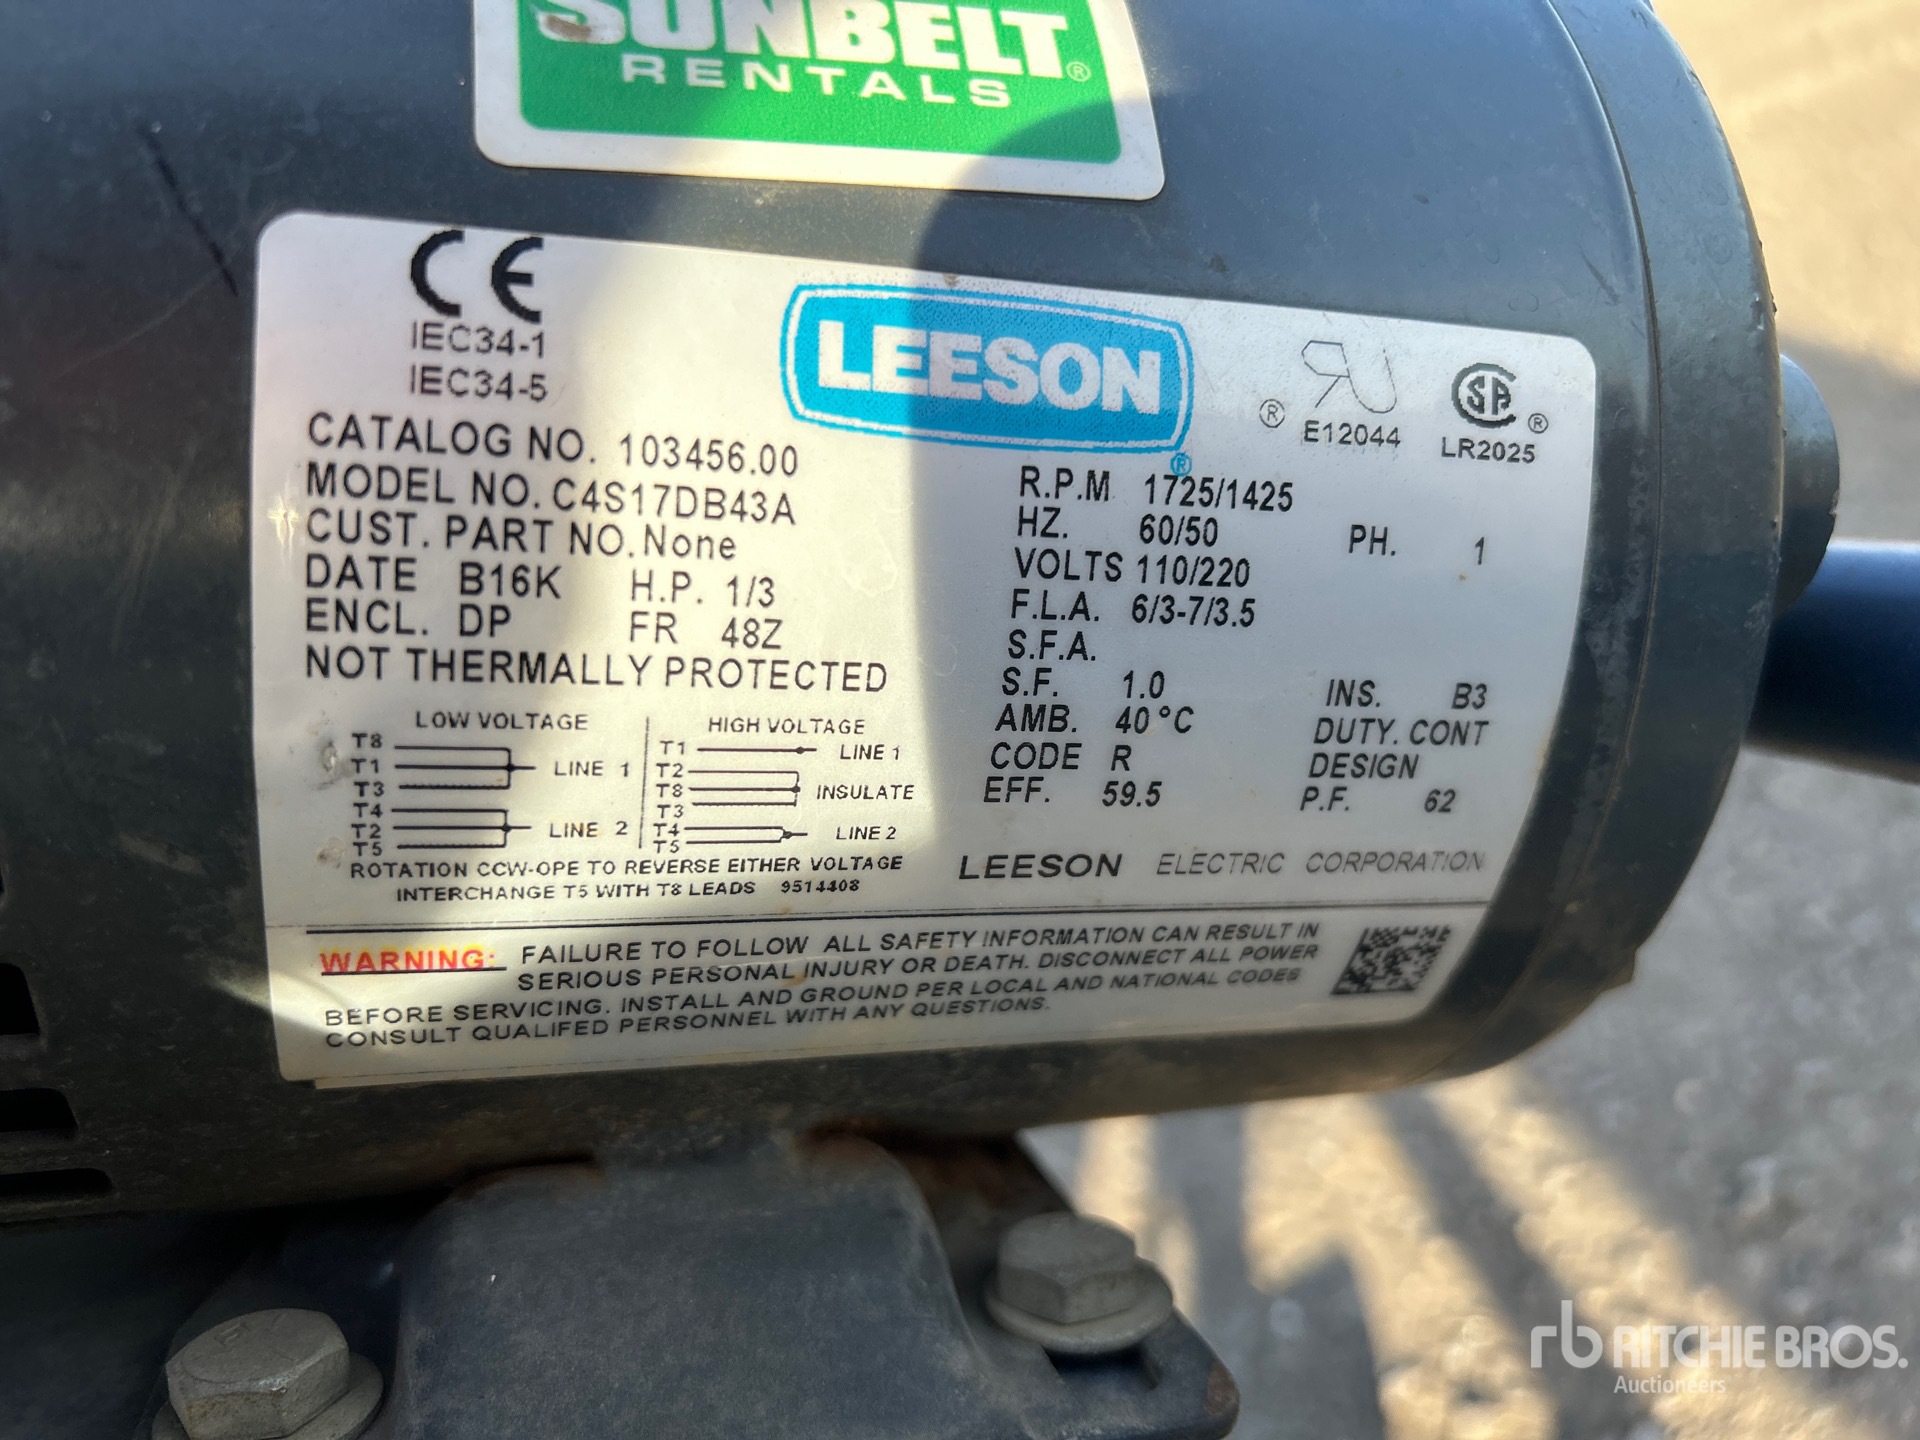 SUNBELT®
RENTALS
CE
IEC34-1
IEC34-5
LEESON®
® E12044
SA ®
LR2025
CATALOG NO. 103456.00
MODEL NO. C4S17DB43A
CUST. PART NO. None
DATE B16K H.P. 1/3
ENCL. DP FR 48Z
NOT THERMALLY PROTECTED
R.P.M 1725/1425
HZ. 60/50 PH. 1
VOLTS 110/220
F.L.A. 6/3-7/3.5
S.F.A.
S.F. 1.0 INS. B3
AMB. 40°C DUTY. CONT
CODE R DESIGN
EFF. 59.5 P.F. 62
LOW VOLTAGE
T8
T1 LINE 1
T3
T4
T2 LINE 2
T5
HIGH VOLTAGE
T1 LINE 1
T2
T8 INSULATE
T3
T4 LINE 2
T5
ROTATION CCW-OPE TO REVERSE EITHER VOLTAGE
INTERCHANGE T5 WITH T8 LEADS 9514408
LEESON ELECTRIC CORPORATION
WARNING: FAILURE TO FOLLOW ALL SAFETY INFORMATION CAN RESULT IN
SERIOUS PERSONAL INJURY OR DEATH. DISCONNECT ALL POWER
BEFORE SERVICING. INSTALL AND GROUND PER LOCAL AND NATIONAL CODES
CONSULT QUALIFED PERSONNEL WITH ANY QUESTIONS.
rb RITCHIE BROS.
Auctioneers